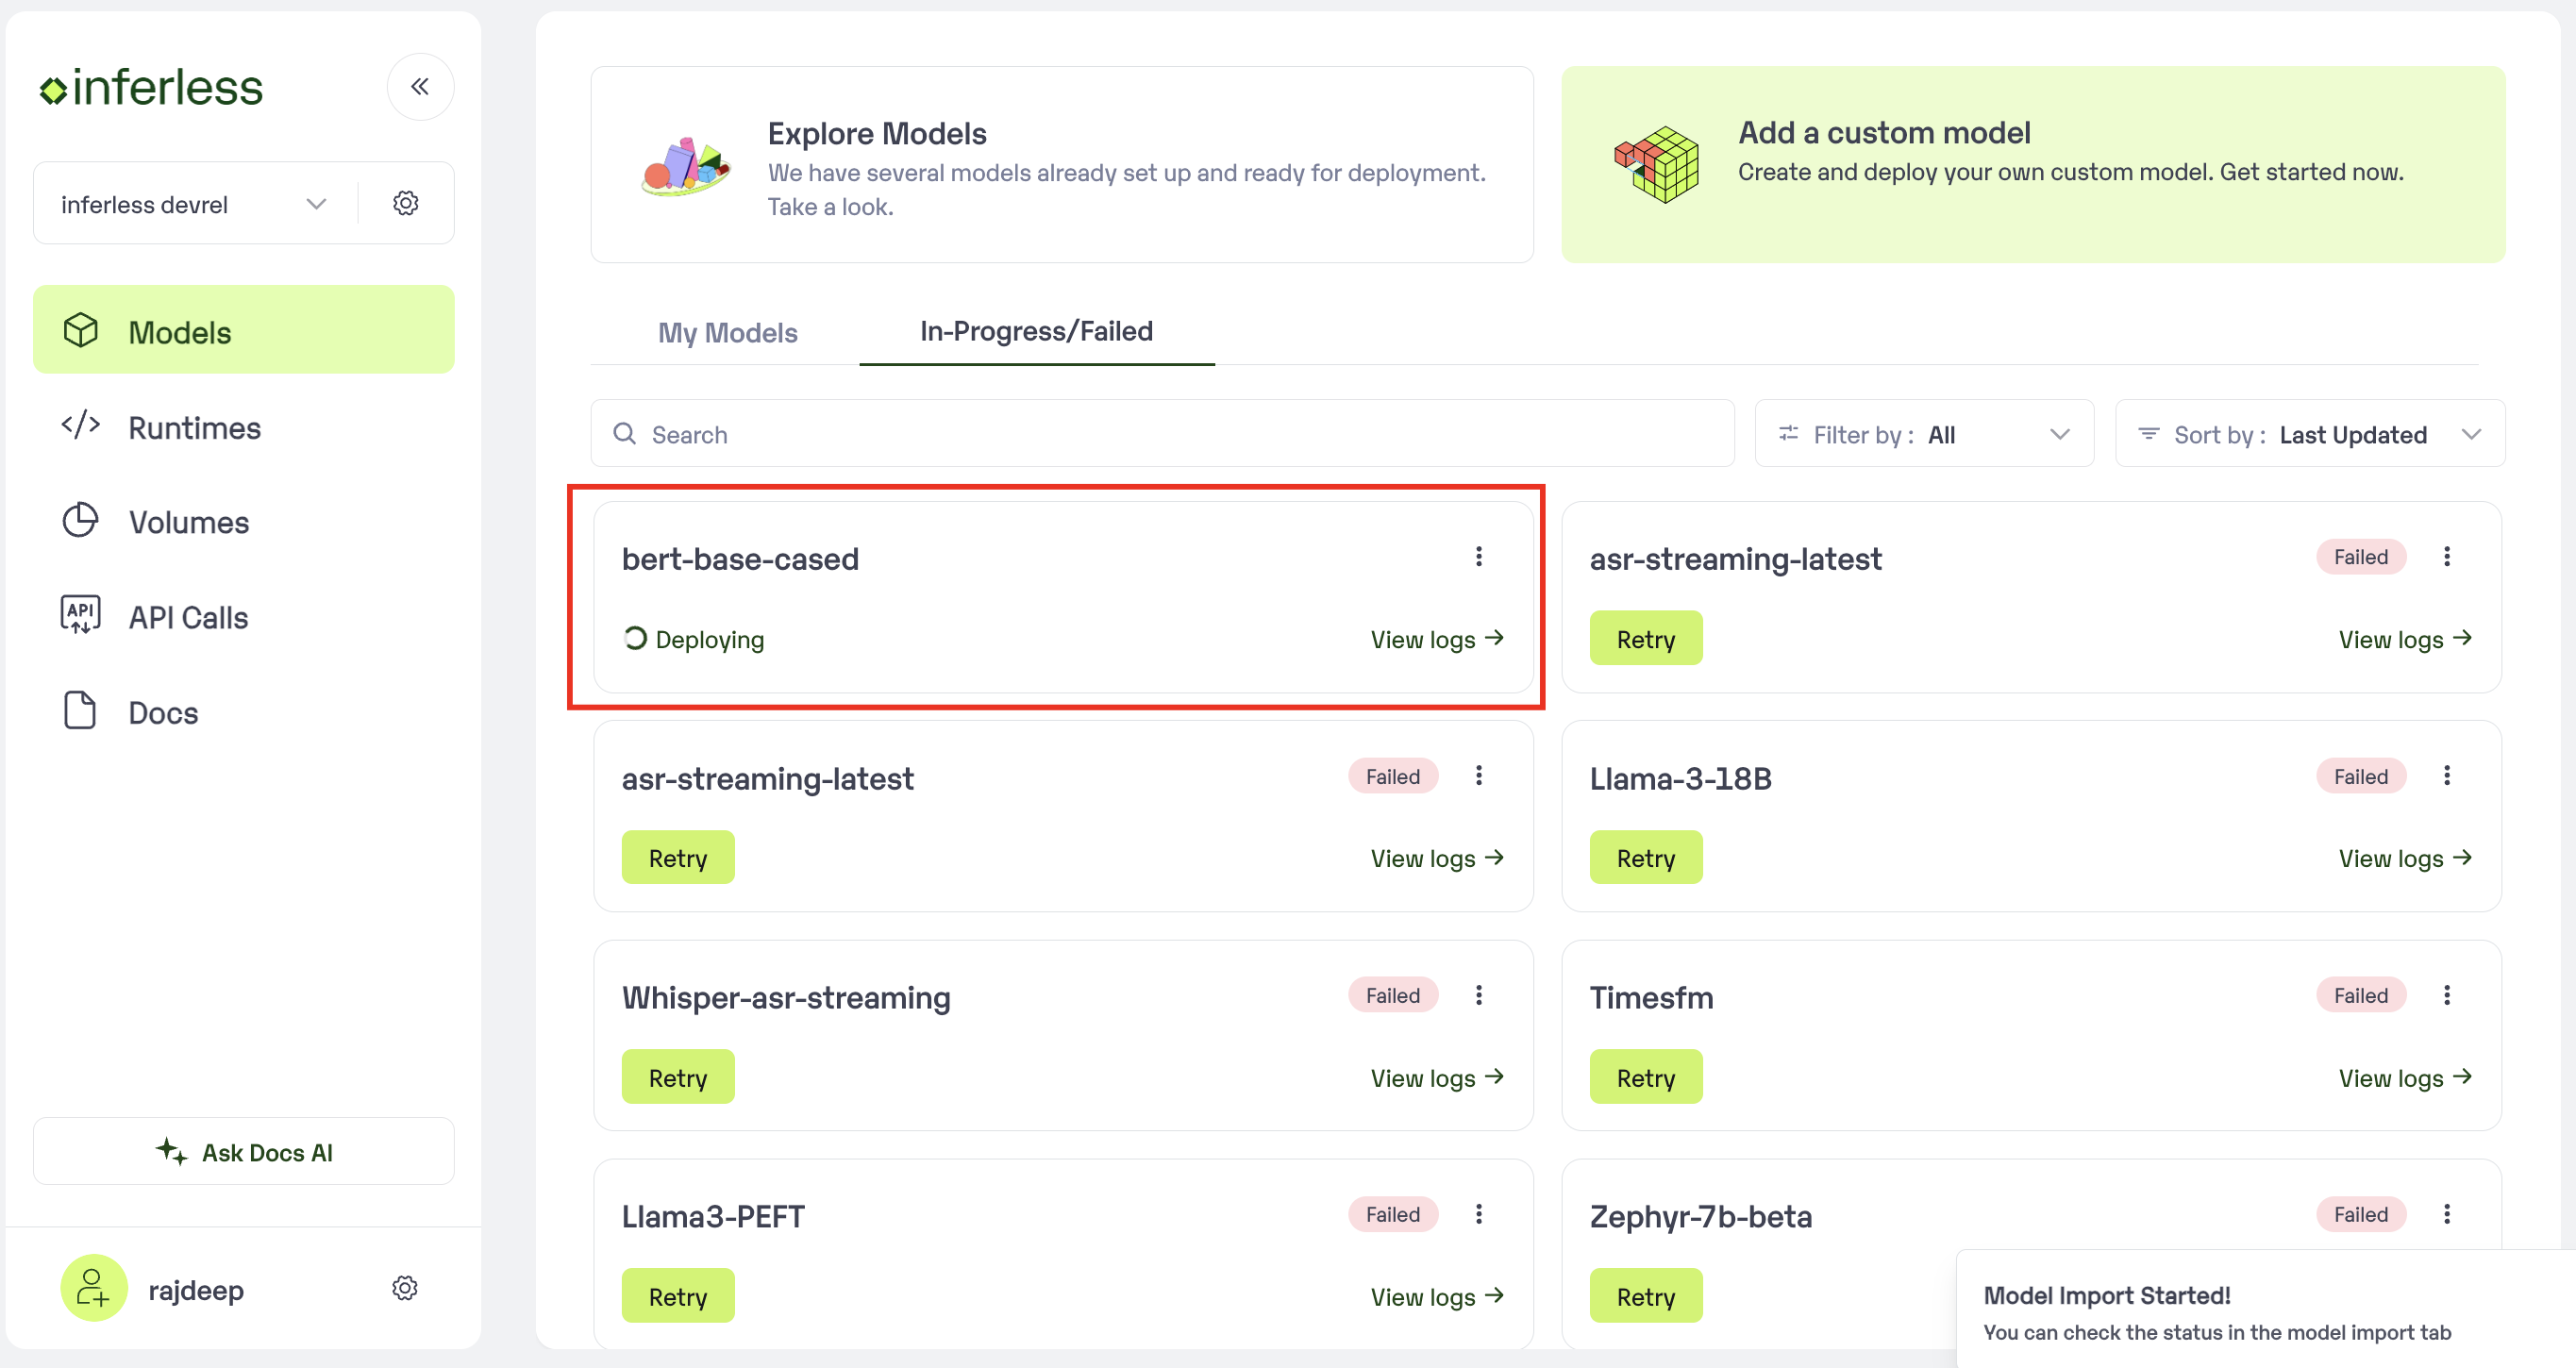 inferless
inferless devrel
Models
Runtimes
Volumes
API
API Calls
Docs
Ask Docs AI
rajdeep
Explore Models
We have several models already set up and ready for deployment.
Take a look.
Add a custom model
Create and deploy your own custom model. Get started now.
My Models
In-Progress/Failed
Search
Filter by : All
Sort by : Last Updated
bert-base-cased
Deploying
View logs →
asr-streaming-latest
Failed
Retry
View logs →
asr-streaming-latest
Failed
Retry
View logs →
Llama-3-18B
Failed
Retry
View logs →
Whisper-asr-streaming
Failed
Retry
View logs →
Timesfm
Failed
Retry
View logs →
Llama3-PEFT
Failed
Retry
View logs →
Zephyr-7b-beta
Failed
Retry
Model Import Started!
You can check the status in the model import tab